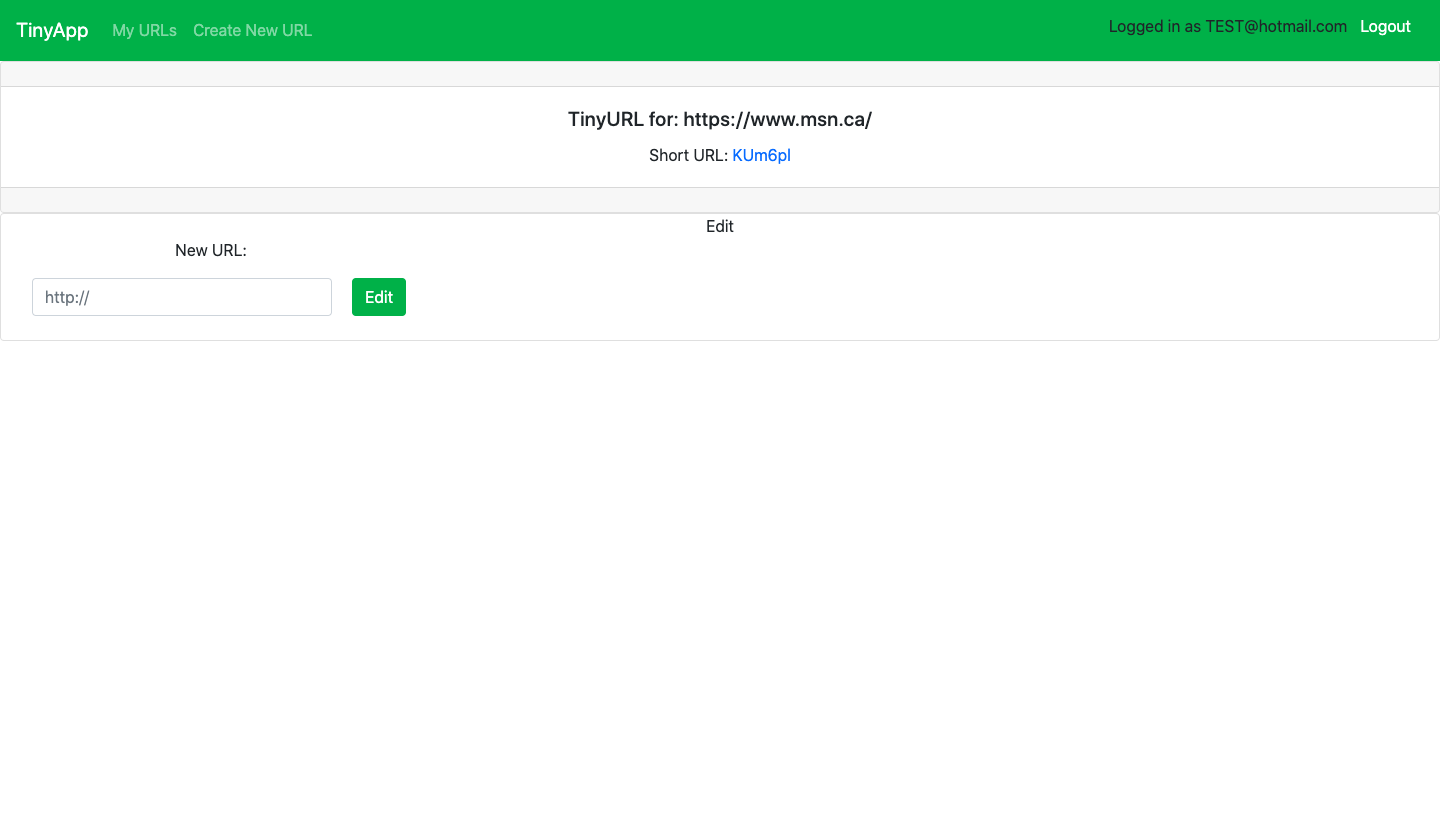 TinyApp My URLs Create New URL Logged in as TEST@hotmail.com Logout
TinyURL for: https://www.msn.ca/
Short URL: KUm6pl
Edit
New URL:
http:// Edit